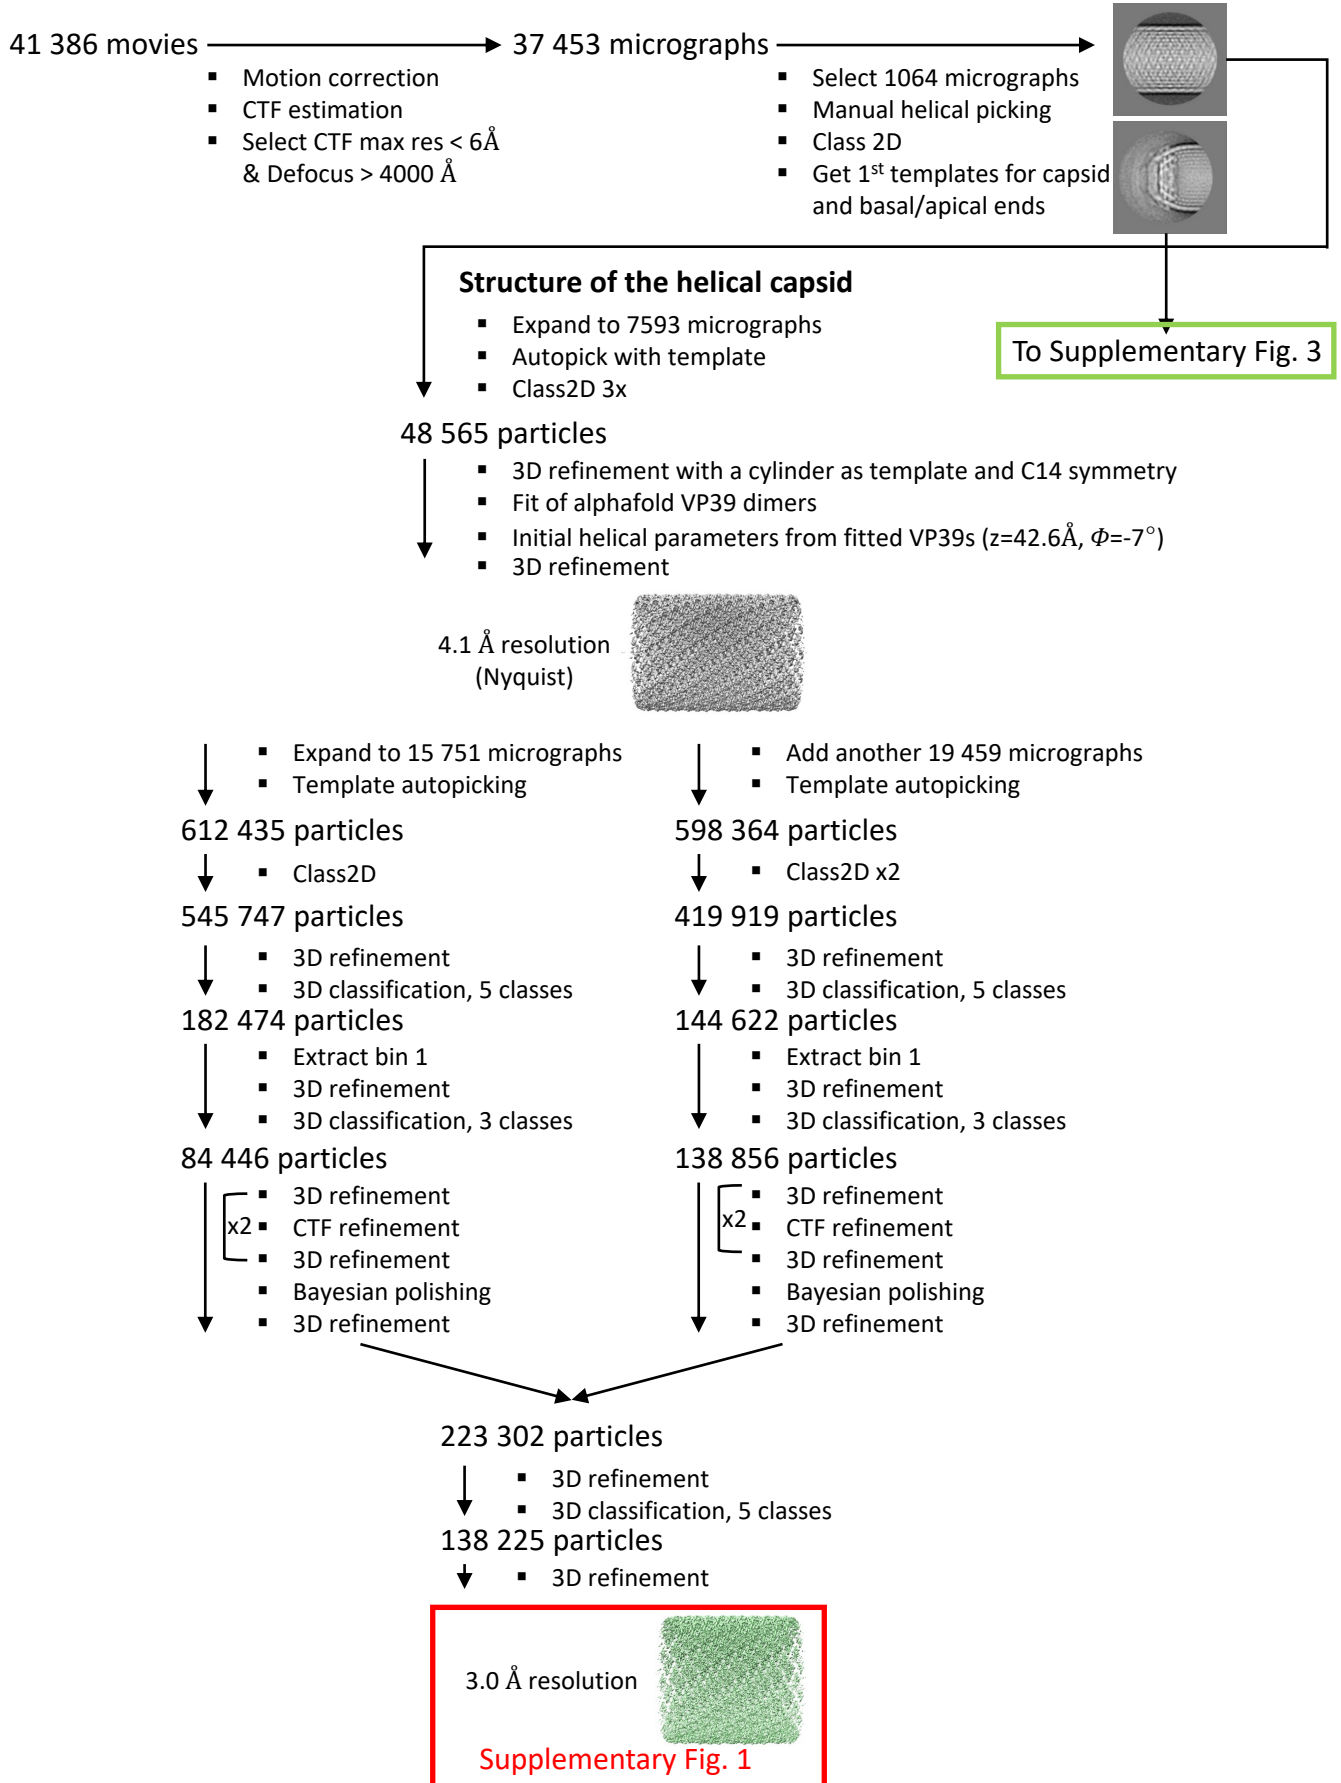 41 386 movies
37 453 micrographs
▪ Motion correction
▪ CTF estimation
▪ Select CTF max res < 6Å
& Defocus > 4000 Å
▪ Select 1064 micrographs
▪ Manual helical picking
▪ Class 2D
▪ Get 1st templates for capsid
and basal/apical ends
Structure of the helical capsid
▪ Expand to 7593 micrographs
▪ Autopick with template
▪ Class2D 3x
To Supplementary Fig. 3
48 565 particles
▪ 3D refinement with a cylinder as template and C14 symmetry
▪ Fit of alphafold VP39 dimers
▪ Initial helical parameters from fitted VP39s (z=42.6Å, Φ=-7°)
▪ 3D refinement
4.1 Å resolution
(Nyquist)
▪ Expand to 15 751 micrographs
▪ Template autopicking
612 435 particles
▪ Class2D
545 747 particles
▪ 3D refinement
▪ 3D classification, 5 classes
182 474 particles
▪ Extract bin 1
▪ 3D refinement
▪ 3D classification, 3 classes
84 446 particles
▪ 3D refinement
x2 ▪ CTF refinement
▪ 3D refinement
▪ Bayesian polishing
▪ 3D refinement
▪ Add another 19 459 micrographs
▪ Template autopicking
598 364 particles
▪ Class2D x2
419 919 particles
▪ 3D refinement
▪ 3D classification, 5 classes
144 622 particles
▪ Extract bin 1
▪ 3D refinement
▪ 3D classification, 3 classes
138 856 particles
▪ 3D refinement
x2 ▪ CTF refinement
▪ 3D refinement
▪ Bayesian polishing
▪ 3D refinement
223 302 particles
▪ 3D refinement
▪ 3D classification, 5 classes
138 225 particles
▪ 3D refinement
3.0 Å resolution
Supplementary Fig. 1